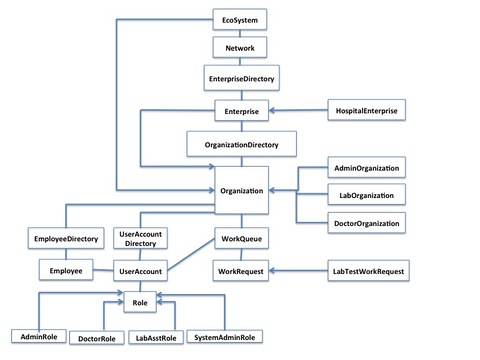 EcoSystem
Network
EnterpriseDirectory
Enterprise
HospitalEnterprise
OrganizationDirectory
AdminOrganization
Organization
LabOrganization
DoctorOrganization
EmployeeDirectory
UserAccount
Directory
WorkQueue
Employee
UserAccount
WorkRequest
LabTestWorkRequest
Role
AdminRole
DoctorRole
LabAsstRole
SystemAdminRole